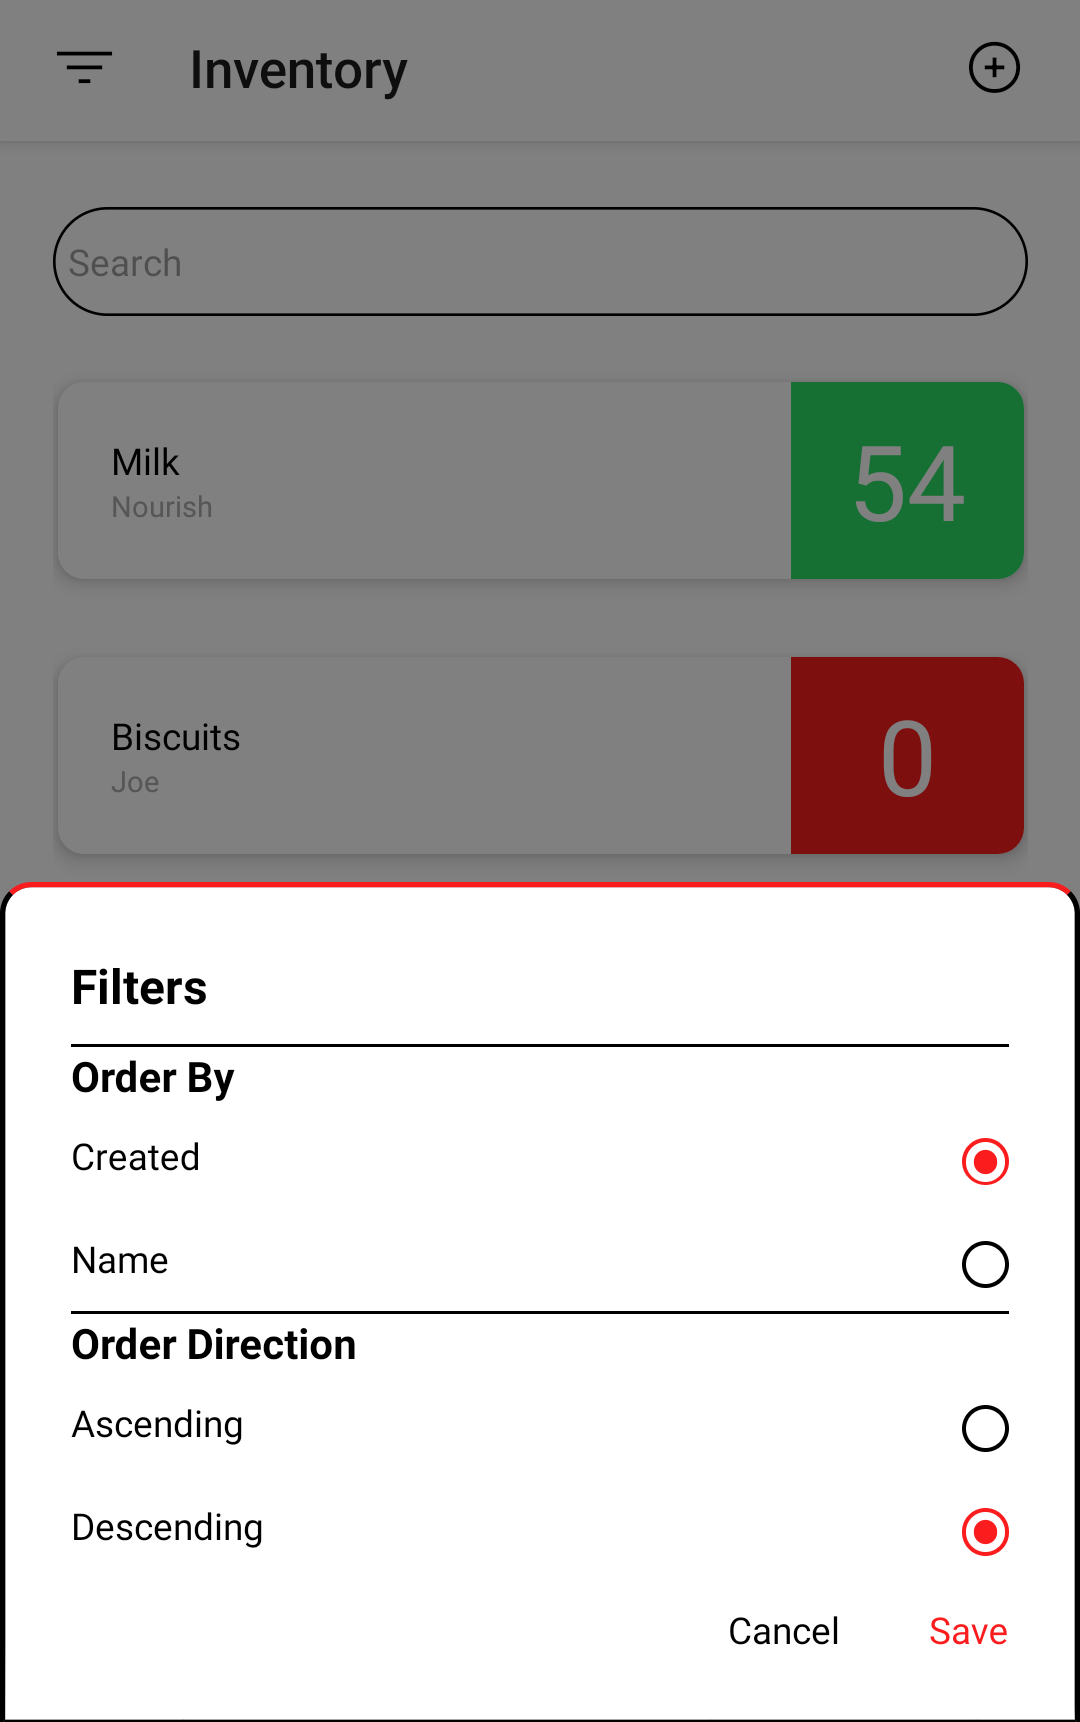 Inventory
Search
Milk
Nourish
54
Biscuits
Joe
0
Filters
Order By
Created
Name
Order Direction
Ascending
Descending
Cancel Save